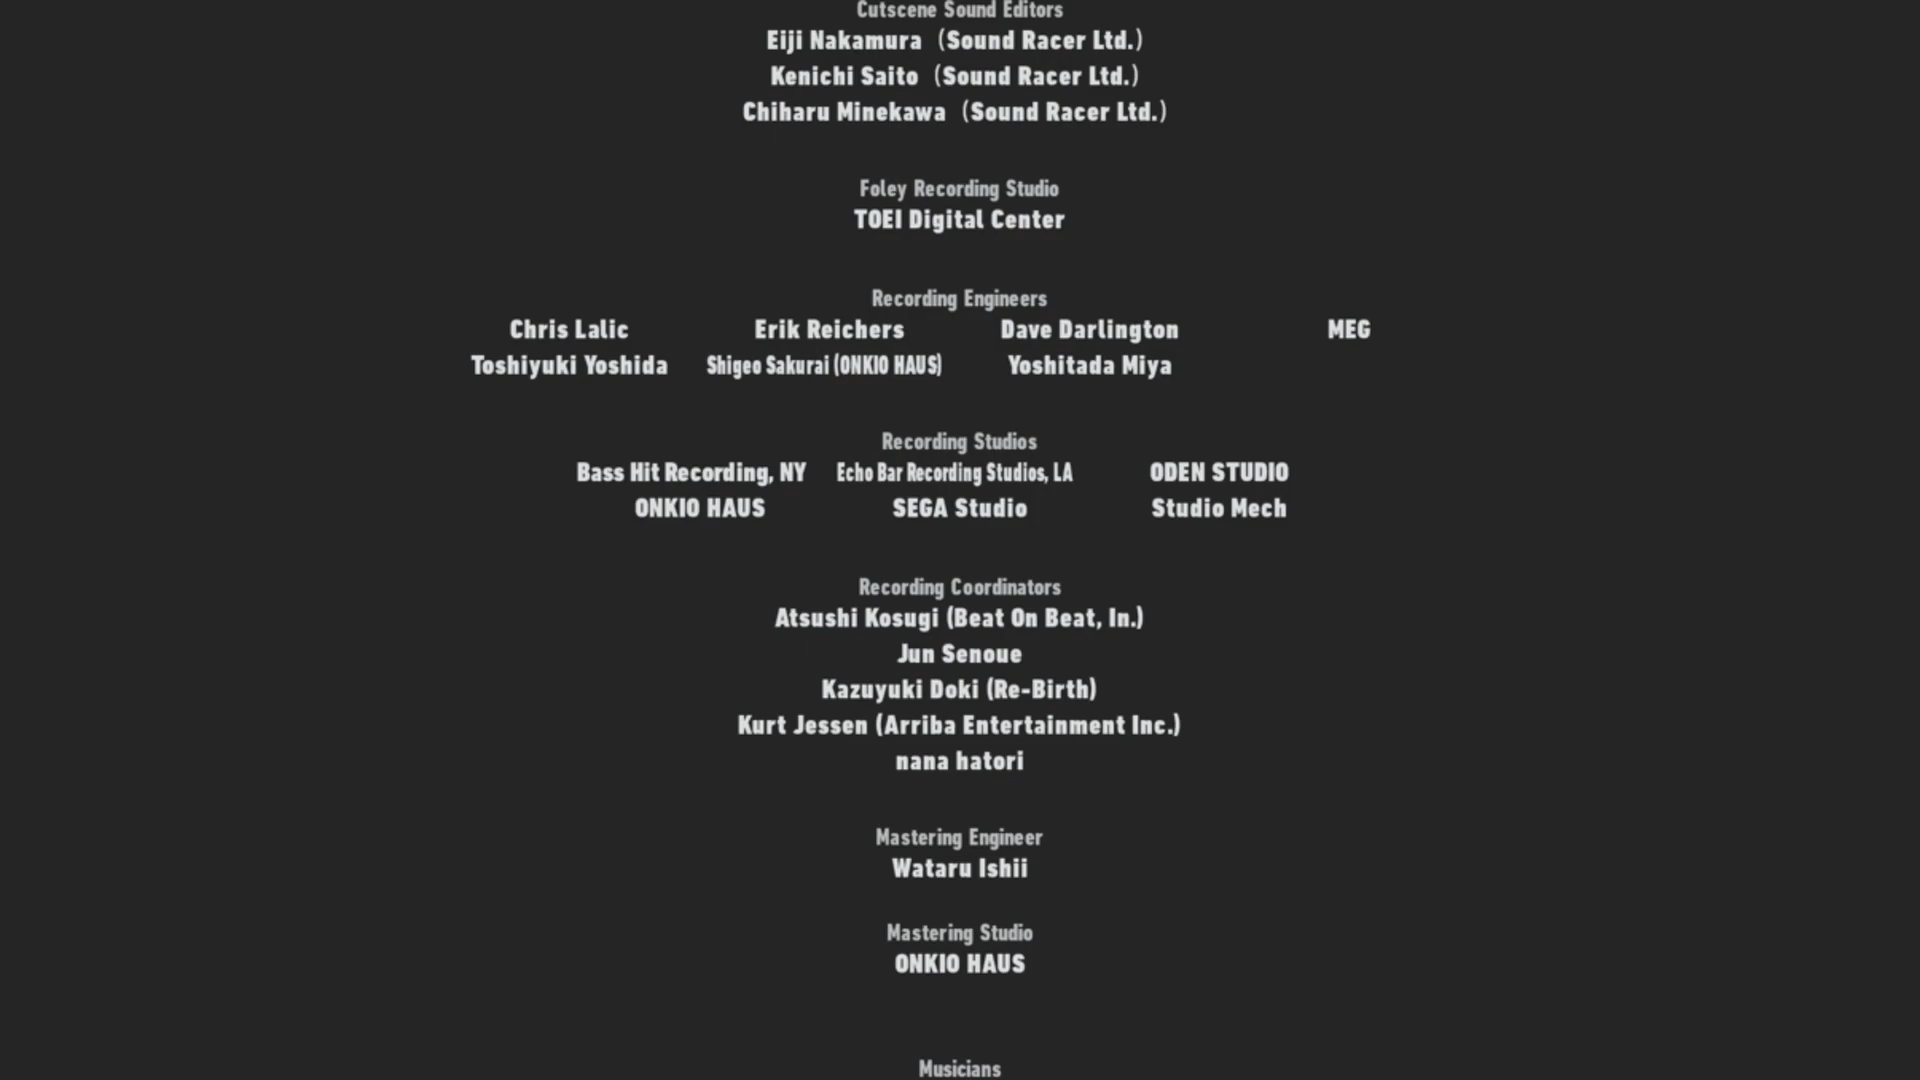 Cutscene Sound Editors
Eiji Nakamura（Sound Racer Ltd.）
Kenichi Saito（Sound Racer Ltd.）
Chiharu Minekawa（Sound Racer Ltd.）
Foley Recording Studio
TOEI Digital Center
Recording Engineers
Chris Lalic Erik Reichers Dave Darlington MEG
Toshiyuki Yoshida Shigeo Sakurai (ONKIO HAUS) Yoshitada Miya
Recording Studios
Bass Hit Recording, NY Echo Bar Recording Studios, LA ODEN STUDIO
ONKIO HAUS SEGA Studio Studio Mech
Recording Coordinators
Atsushi Kosugi (Beat On Beat, In.)
Jun Senoue
Kazuyuki Doki (Re-Birth)
Kurt Jessen (Arriba Entertainment Inc.)
nana hatori
Mastering Engineer
Wataru Ishii
Mastering Studio
ONKIO HAUS
Musicians